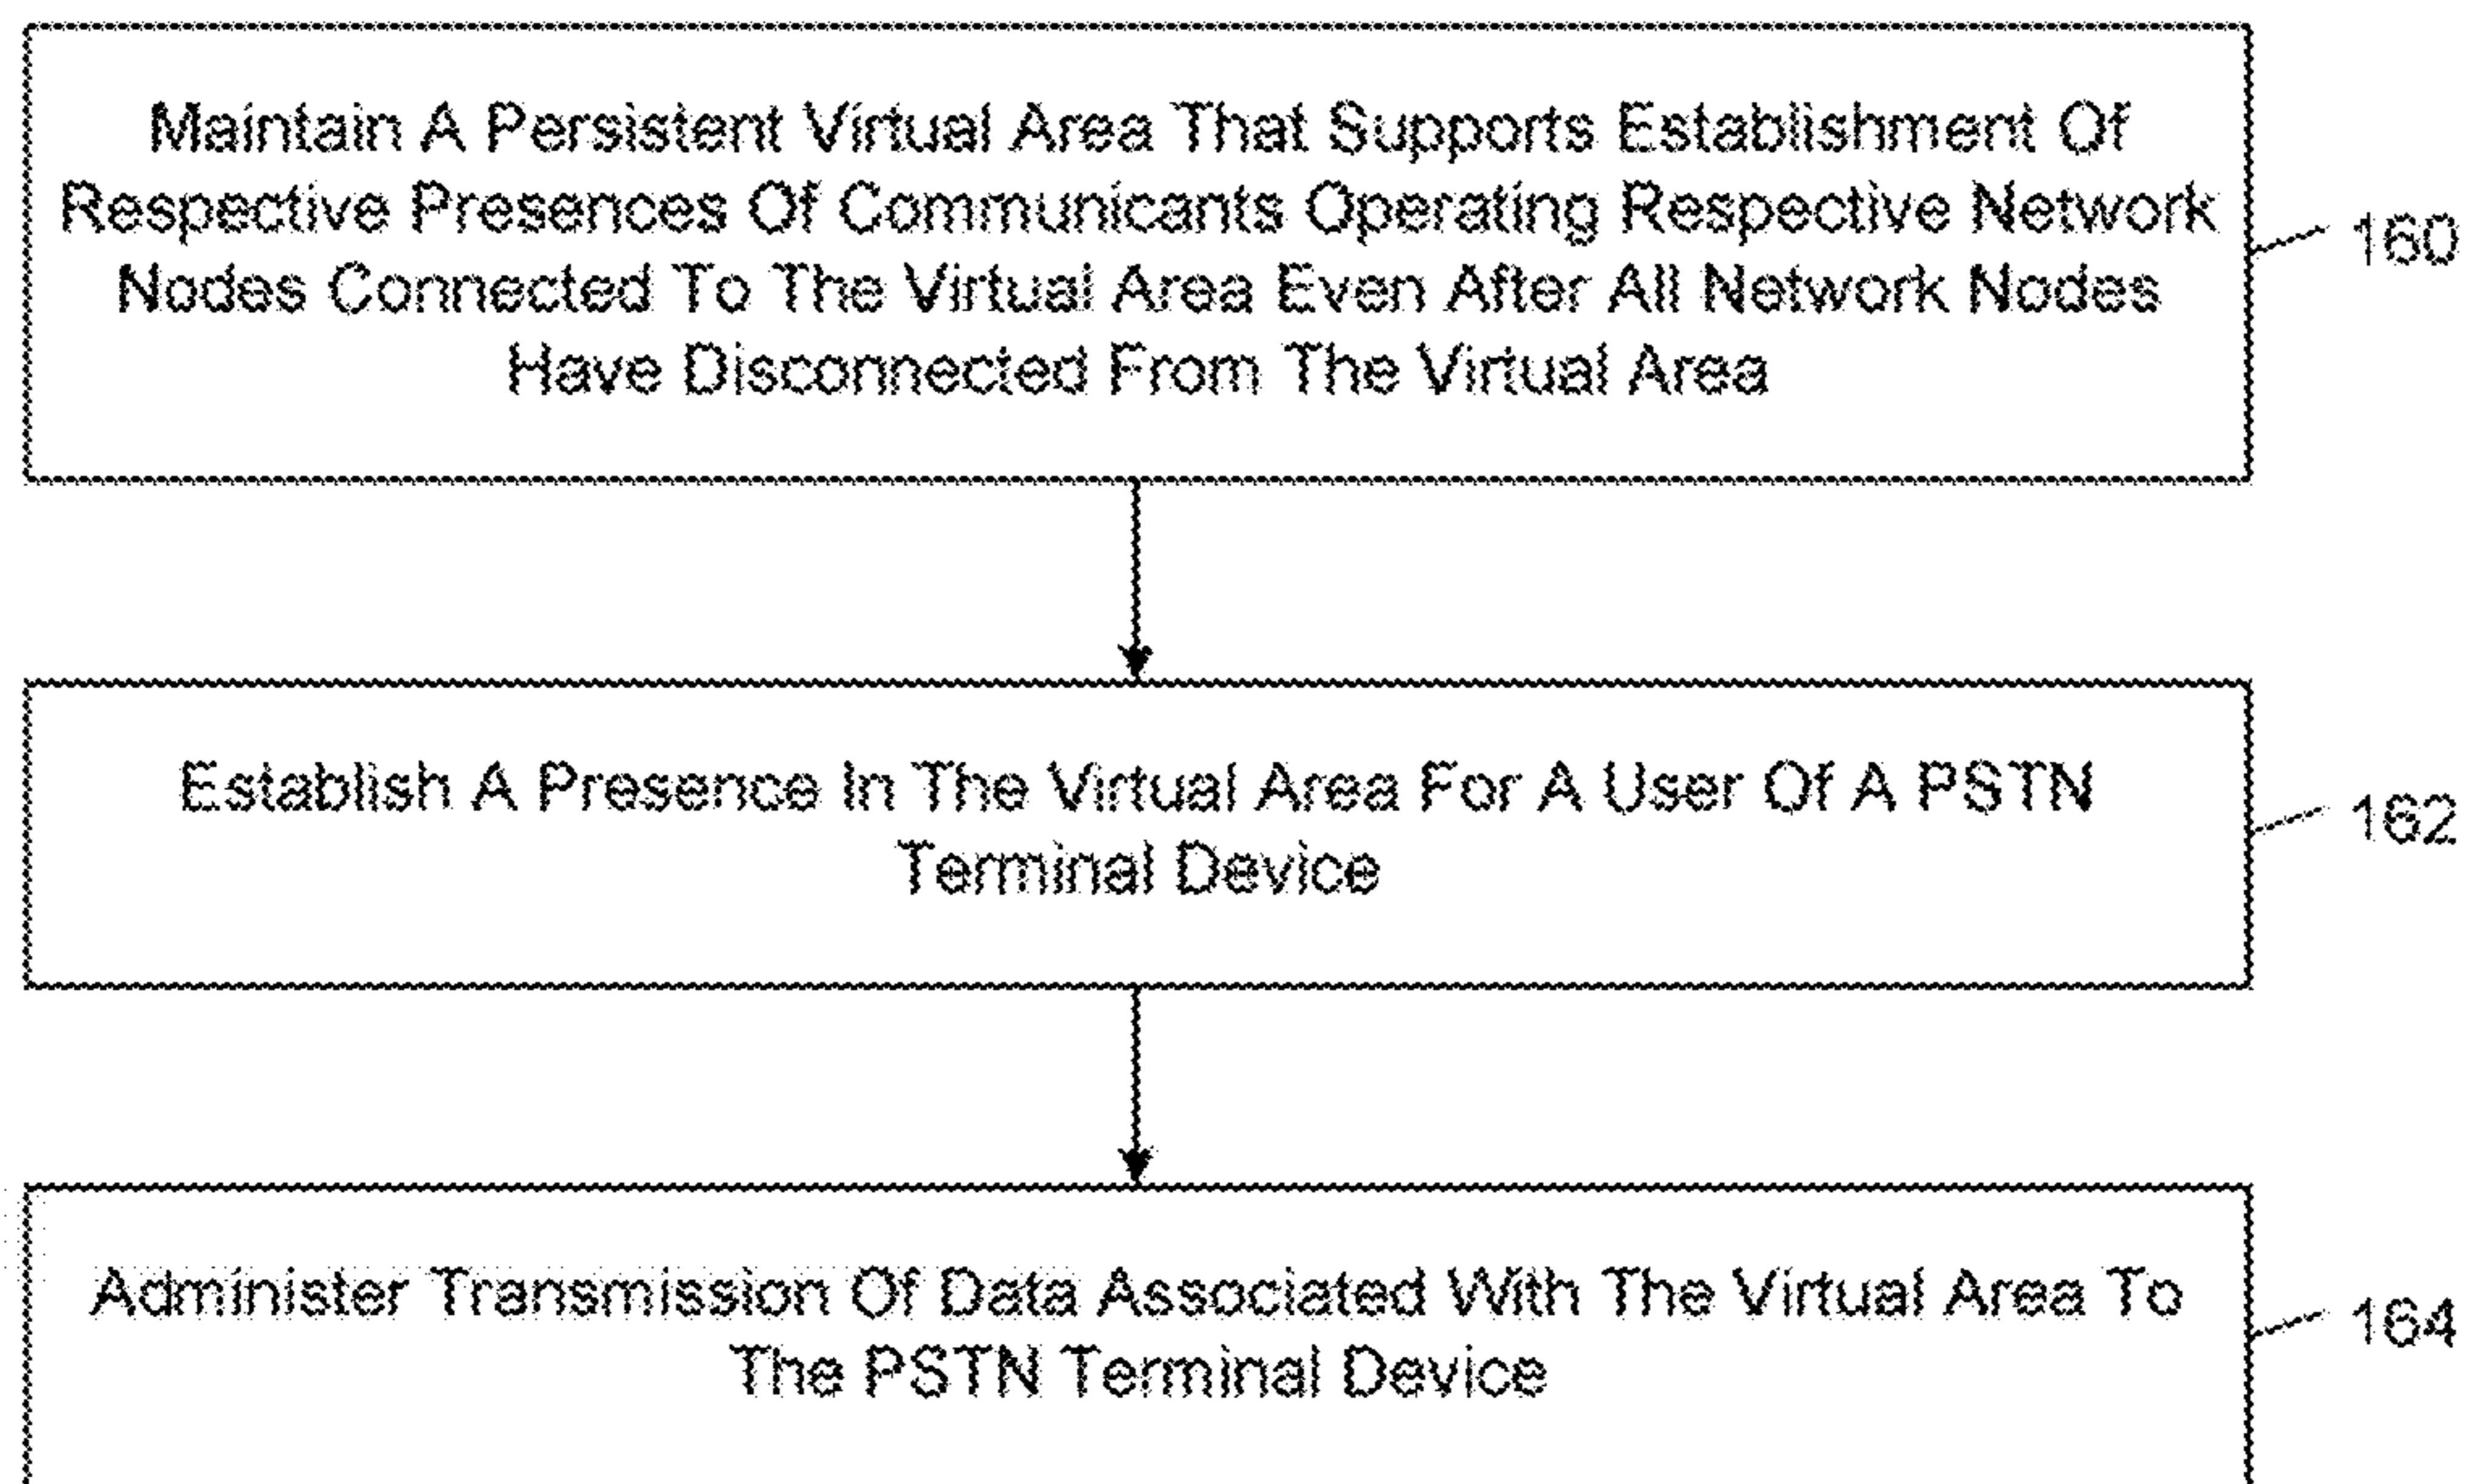 Maintain A Persistent Virtual Area That Supports Establishment Of
Respective Presences Of Communicants Operating Respective Network
Nodes Connected To The Virtual Area Even After All Network Nodes
Have Disconnected From The Virtual Area
160
Establish A Presence In The Virtual Area For A User Of A PSTN
Terminal Device
162
Administer Transmission Of Data Associated With The Virtual Area To
The PSTN Terminal Device
164